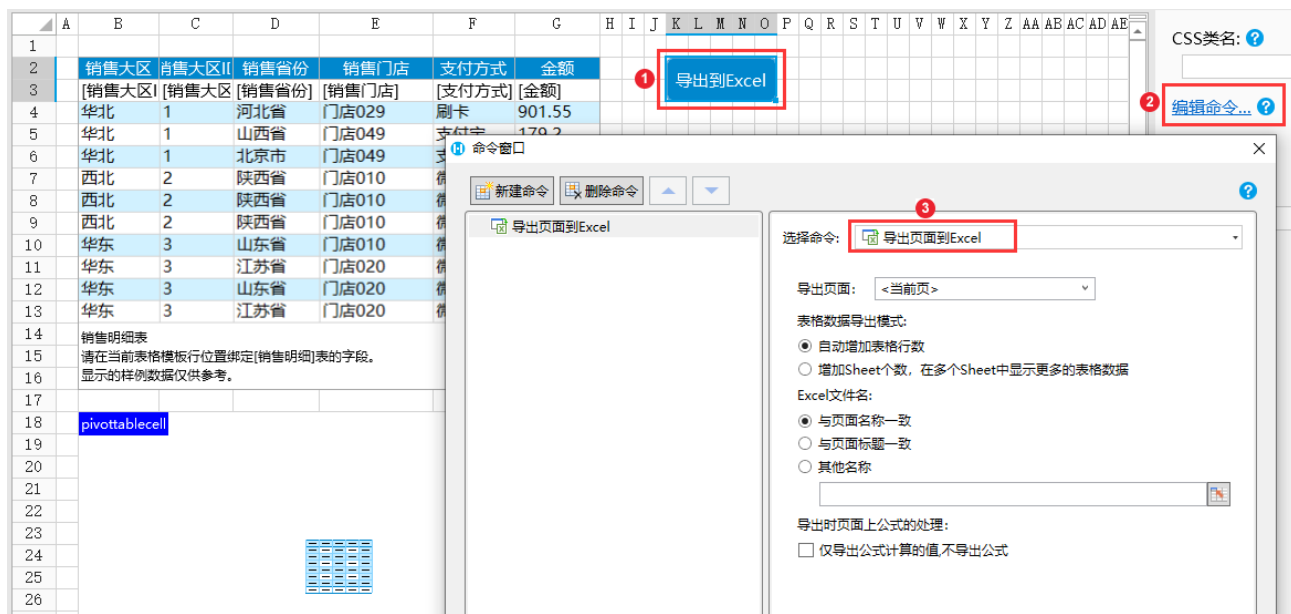 A B C D E F G H I J K L M N O P Q R S T U V W X Y Z AA AB AC AD AE
CSS类名:
1
2 销售大区 销售大区ID 销售省份 销售门店 支付方式 金额
1 导出到Excel
3 [销售大区 [销售大区 [销售省份] [销售门店] [支付方式] [金额]
2 编辑命令...
4 华北 1 河北省 门店029 刷卡 901.55
5 华北 1 山西省 门店049 支付宝 179.2
6 华北 1 北京市 门店049 支
7 西北 2 陕西省 门店010 微
8 西北 2 陕西省 门店010 微
9 西北 2 陕西省 门店010 微
10 华东 3 山东省 门店010 微
11 华东 3 江苏省 门店020 微
12 华东 3 山东省 门店020 微
13 华东 3 江苏省 门店020 微
14 销售明细表
15 请在当前表格模板行位置绑定[销售明细]表的字段。
16 显示的样例数据仅供参考。
17
18 pivottablecell
19
20
21
22
23
24
25
26
命令窗口
新建命令 删除命令
导出页面到Excel
3
选择命令: 导出页面到Excel
导出页面: <当前页>
表格数据导出模式:
自动增加表格行数
增加Sheet个数，在多个Sheet中显示更多的表格数据
Excel文件名:
与页面名称一致
与页面标题一致
其他名称
导出时页面上公式的处理:
仅导出公式计算的值,不导出公式